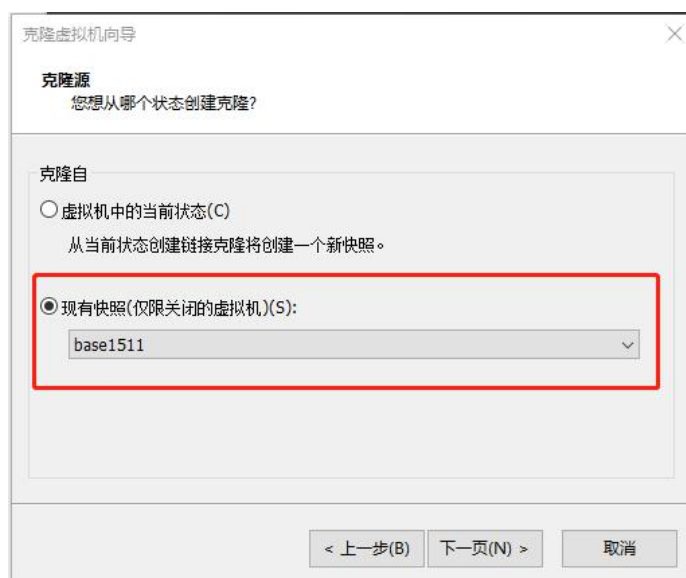 克隆虚拟机向导
克隆源
您想从哪个状态创建克隆?
克隆自
虚拟机中的当前状态(C)
从当前状态创建链接克隆将创建一个新快照。
现有快照(仅限关闭的虚拟机)(S):
base1511
< 上一步(B) 下一页(N) > 取消